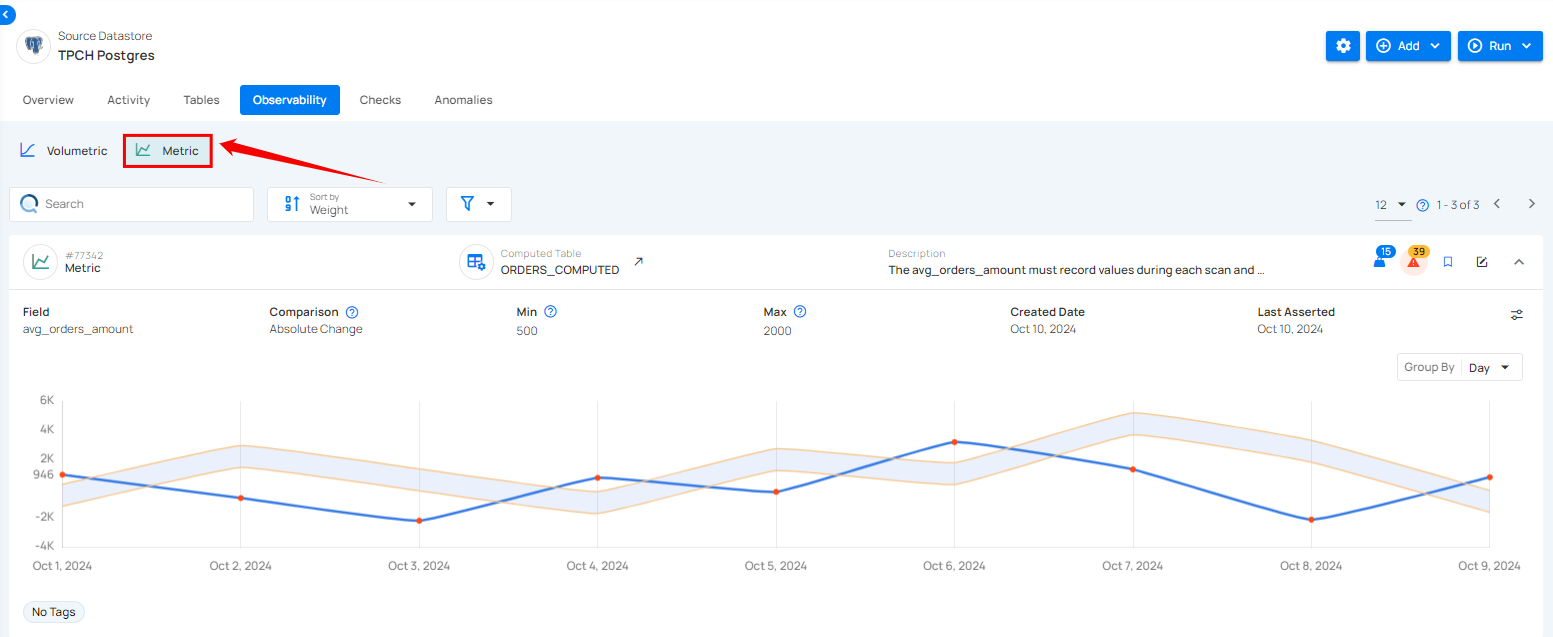 Source Datastore
TPCH Postgres
Add
Run
Overview Activity Tables Observability Checks Anomalies
Volumetric Metric
Search
Sort by
Weight
12 1 - 3 of 3
#77342
Metric
Computed Table
ORDERS_COMPUTED
Description
The avg_orders_amount must record values during each scan and ...
15
39
Field Comparison Min Max Created Date Last Asserted
avg_orders_amount Absolute Change 500 2000 Oct 10, 2024 Oct 10, 2024
Group By Day
6K
4K
2K
946
-2K
-4K
Oct 1, 2024 Oct 2, 2024 Oct 3, 2024 Oct 4, 2024 Oct 5, 2024 Oct 6, 2024 Oct 7, 2024 Oct 8, 2024 Oct 9, 2024
No Tags